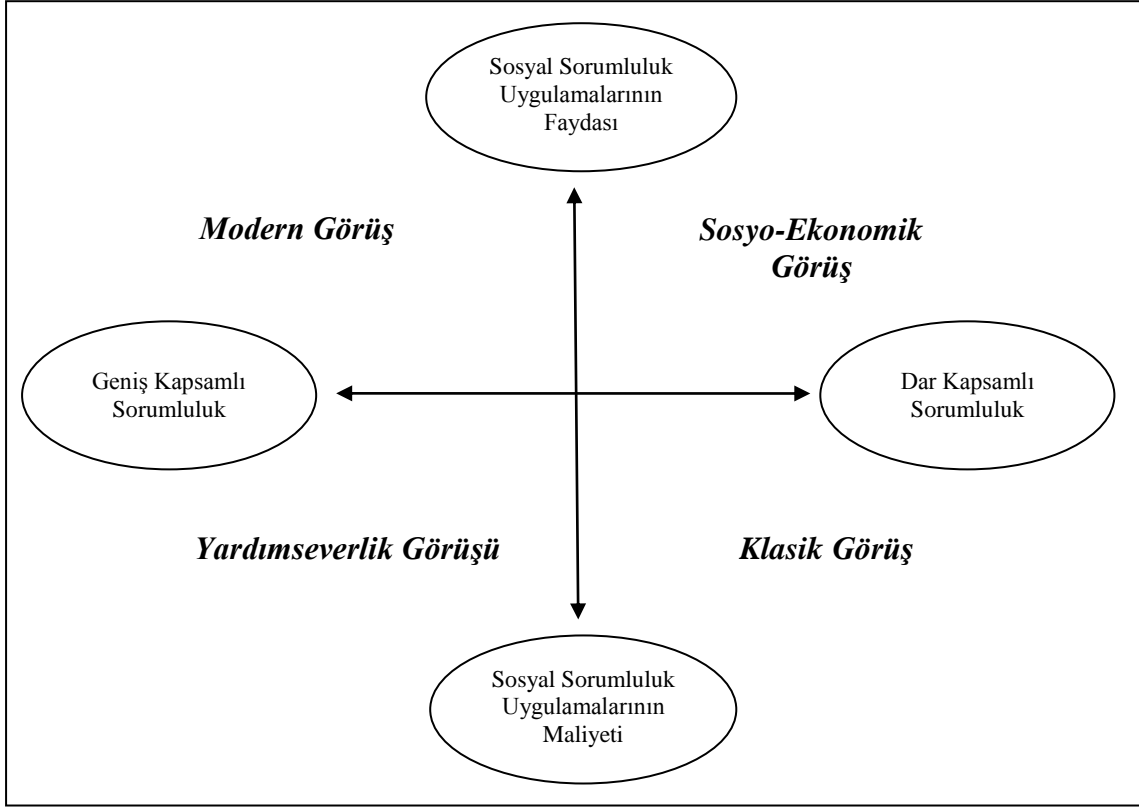 Sosyal Sorumluluk
Uygulamalarının
Faydası
Modern Görüş
Sosyo-Ekonomik
Görüş
Geniş Kapsamlı
Sorumluluk
Dar Kapsamlı
Sorumluluk
Yardımseverlik Görüşü
Klasik Görüş
Sosyal Sorumluluk
Uygulamalarının
Maliyeti